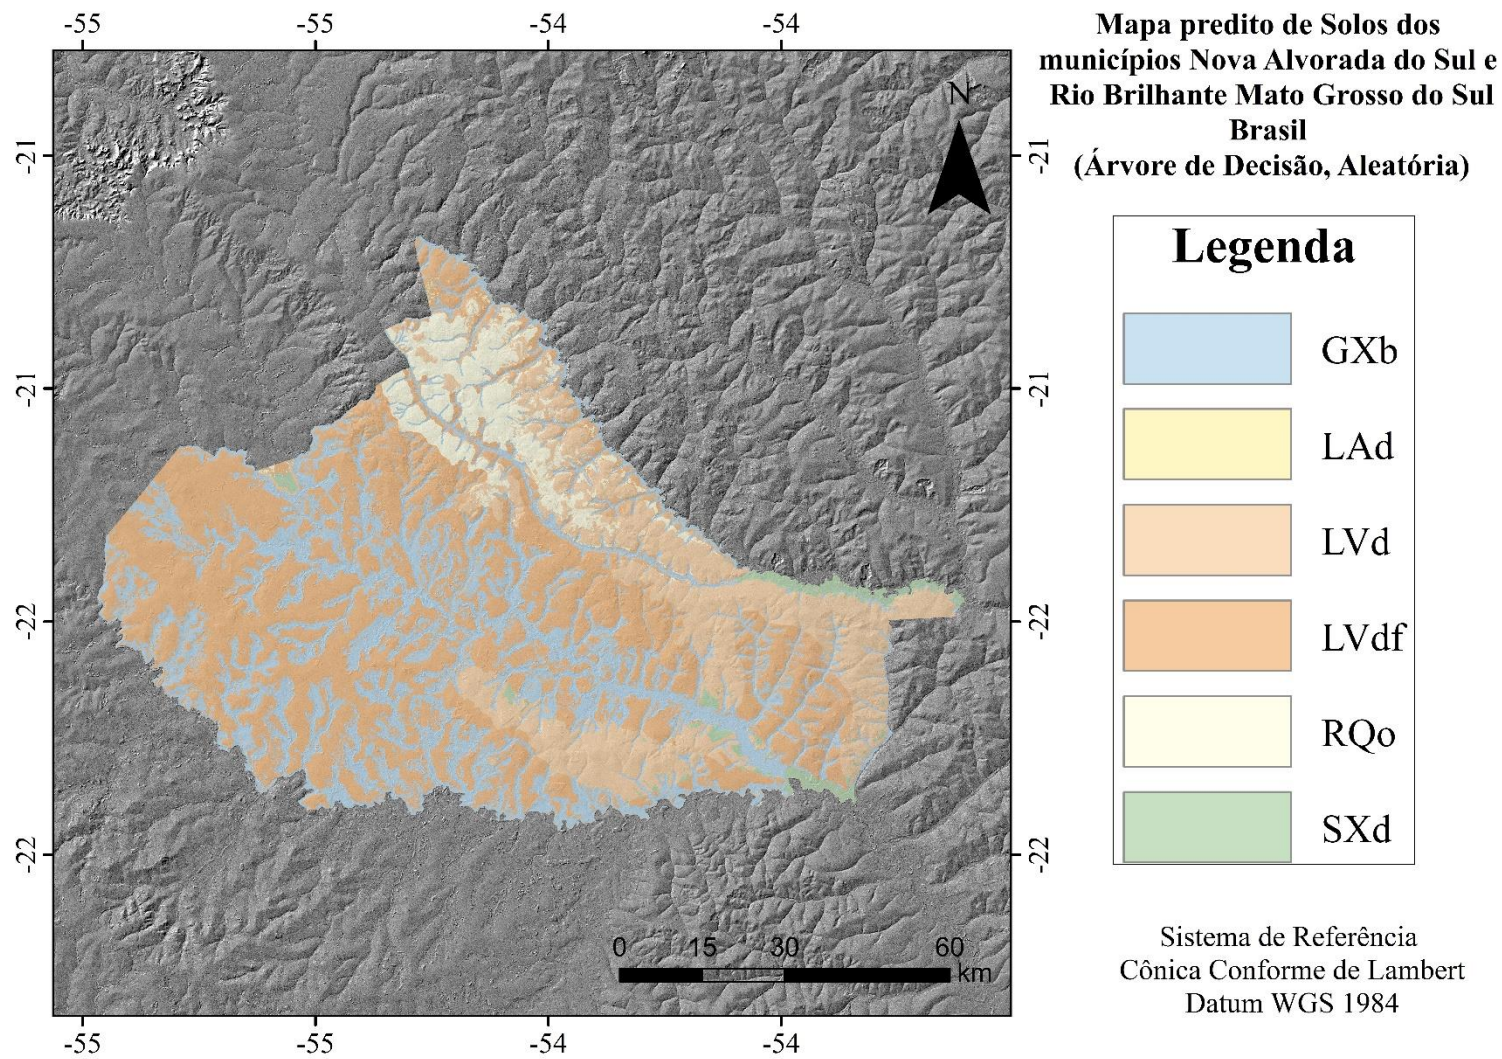 -55 -55 -54 -54
Mapa predito de Solos dos
municípios Nova Alvorada do Sul e
Rio Brilhante Mato Grosso do Sul
Brasil
(Árvore de Decisão, Aleatória)
N
-21 -21
-21 -21
-22 -22
-22 -22
Legenda
GXb
LAd
LVd
LVdf
RQo
SXd
0 15 30 60
km
Sistema de Referência
Cônica Conforme de Lambert
Datum WGS 1984
-55 -55 -54 -54